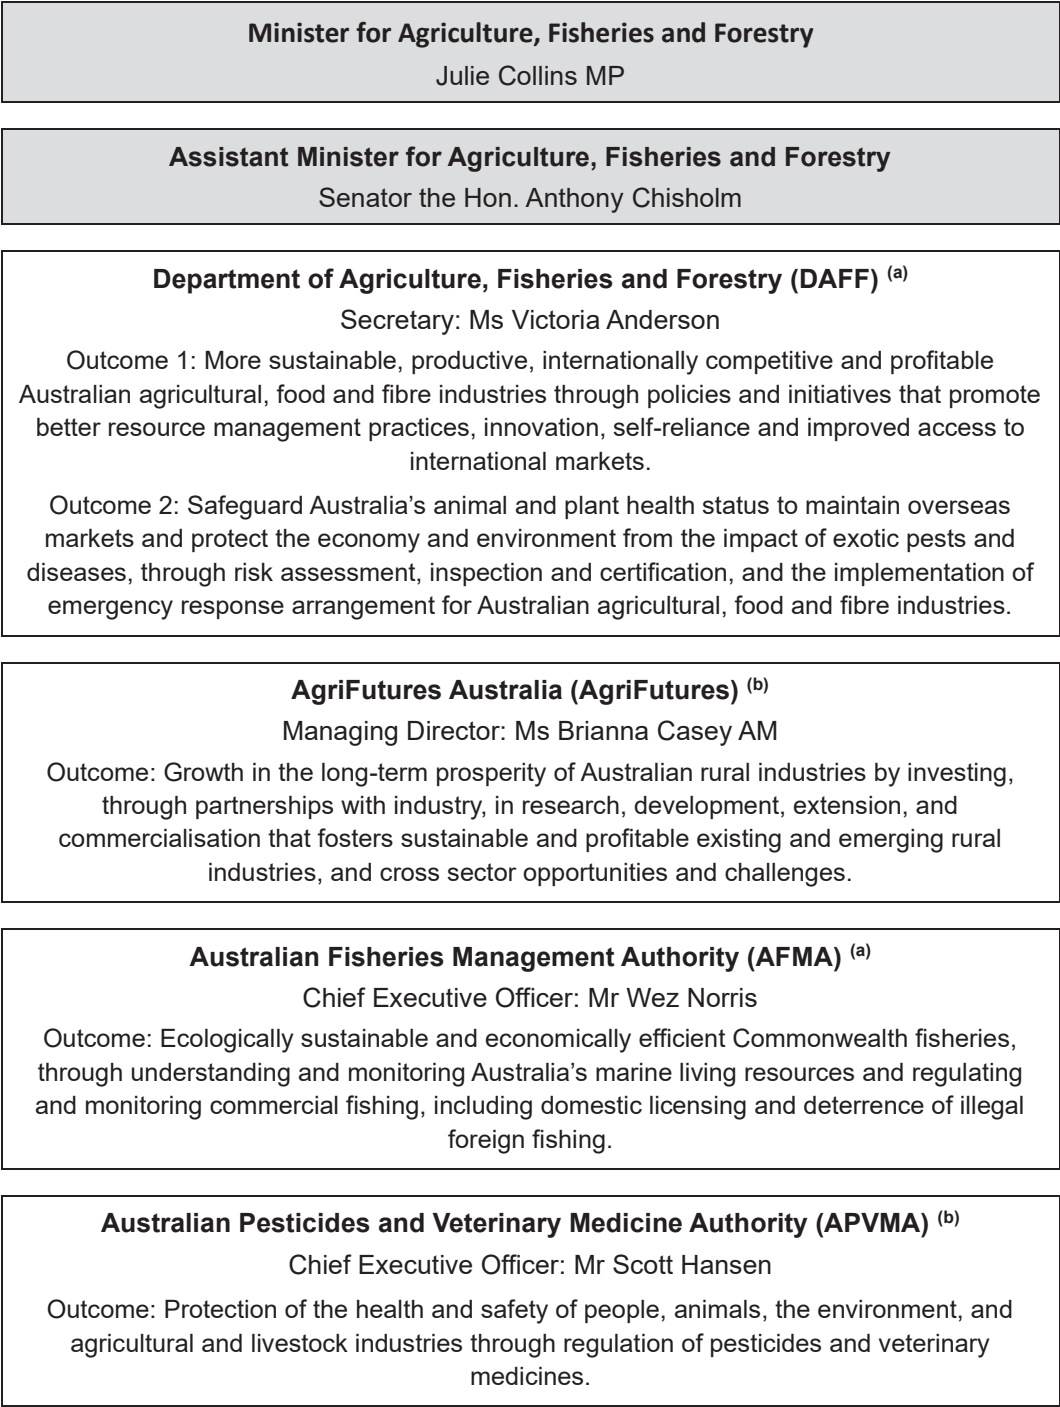 Minister for Agriculture, Fisheries and Forestry
Julie Collins MP
Assistant Minister for Agriculture, Fisheries and Forestry
Senator the Hon. Anthony Chisholm
Department of Agriculture, Fisheries and Forestry (DAFF) (a)
Secretary: Ms Victoria Anderson
Outcome 1: More sustainable, productive, internationally competitive and profitable
Australian agricultural, food and fibre industries through policies and initiatives that promote
better resource management practices, innovation, self-reliance and improved access to
international markets.
Outcome 2: Safeguard Australia’s animal and plant health status to maintain overseas
markets and protect the economy and environment from the impact of exotic pests and
diseases, through risk assessment, inspection and certification, and the implementation of
emergency response arrangement for Australian agricultural, food and fibre industries.
AgriFutures Australia (AgriFutures) (b)
Managing Director: Ms Brianna Casey AM
Outcome: Growth in the long-term prosperity of Australian rural industries by investing,
through partnerships with industry, in research, development, extension, and
commercialisation that fosters sustainable and profitable existing and emerging rural
industries, and cross sector opportunities and challenges.
Australian Fisheries Management Authority (AFMA) (a)
Chief Executive Officer: Mr Wez Norris
Outcome: Ecologically sustainable and economically efficient Commonwealth fisheries,
through understanding and monitoring Australia’s marine living resources and regulating
and monitoring commercial fishing, including domestic licensing and deterrence of illegal
foreign fishing.
Australian Pesticides and Veterinary Medicine Authority (APVMA) (b)
Chief Executive Officer: Mr Scott Hansen
Outcome: Protection of the health and safety of people, animals, the environment, and
agricultural and livestock industries through regulation of pesticides and veterinary
medicines.